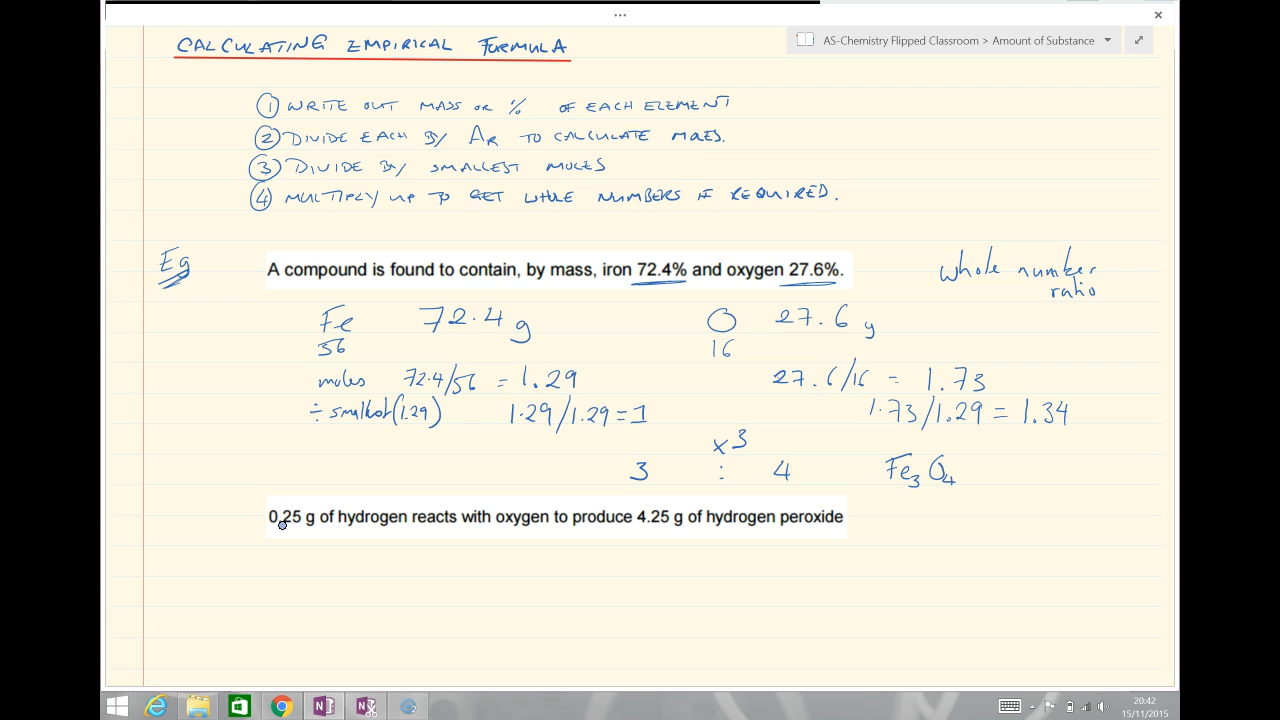 ...
AS-Chemistry Flipped Classroom > Amount of Substance
CALCULATING EMPIRICAL FORMULA
① WRITE OUT MASS OR % OF EACH ELEMENT
② DIVIDE EACH BY AR TO CALCULATE MOLES.
③ DIVIDE BY SMALLEST MOLES
④ MULTIPLY UP TO GET WHOLE NUMBERS IF REQUIRED.
Eg A compound is found to contain, by mass, iron 72.4% and oxygen 27.6%. whole number
ratio
Fe 72.4 g O 27.6 g
56 16
moles 72.4/56 = 1.29 27.6/16 = 1.73
÷ smallest (1.29) 1.29/1.29 = 1 1.73/1.29 = 1.34
x3
3 : 4 Fe₃O₄
0.25 g of hydrogen reacts with oxygen to produce 4.25 g of hydrogen peroxide
20:42
15/11/2015